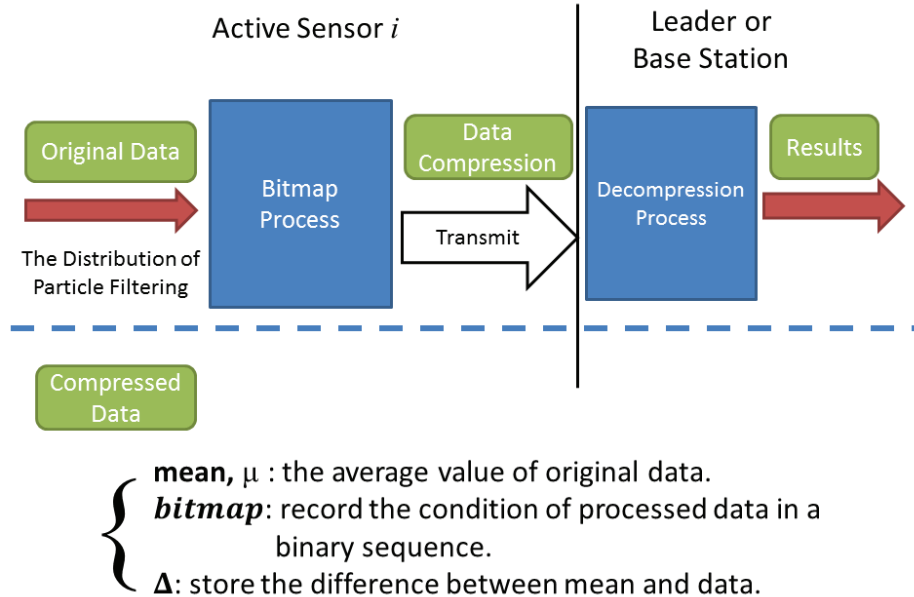 Active Sensor i
Leader or
Base Station
Original Data
The Distribution of
Particle Filtering
Bitmap
Process
Data
Compression
Transmit
Decompression
Process
Results
Compressed
Data
mean, μ : the average value of original data.
bitmap: record the condition of processed data in a
binary sequence.
Δ: store the difference between mean and data.